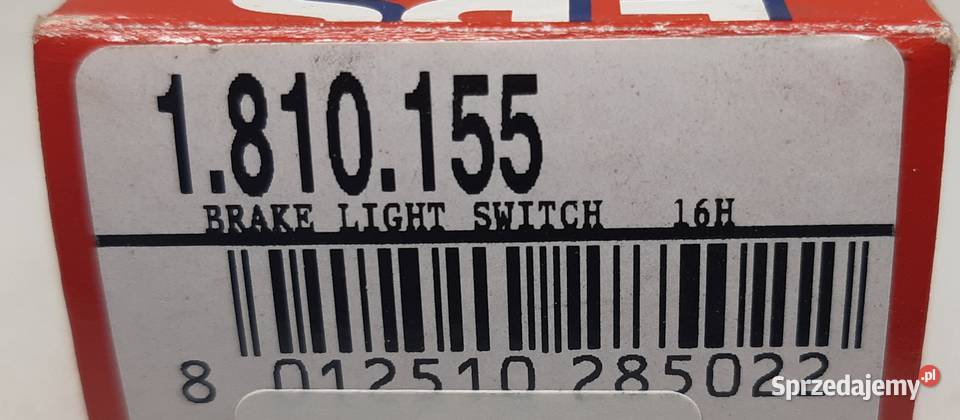 1.810.155
BRAKE LIGHT SWITCH 16H
8 012510 285022
Sprzedajemy.pl